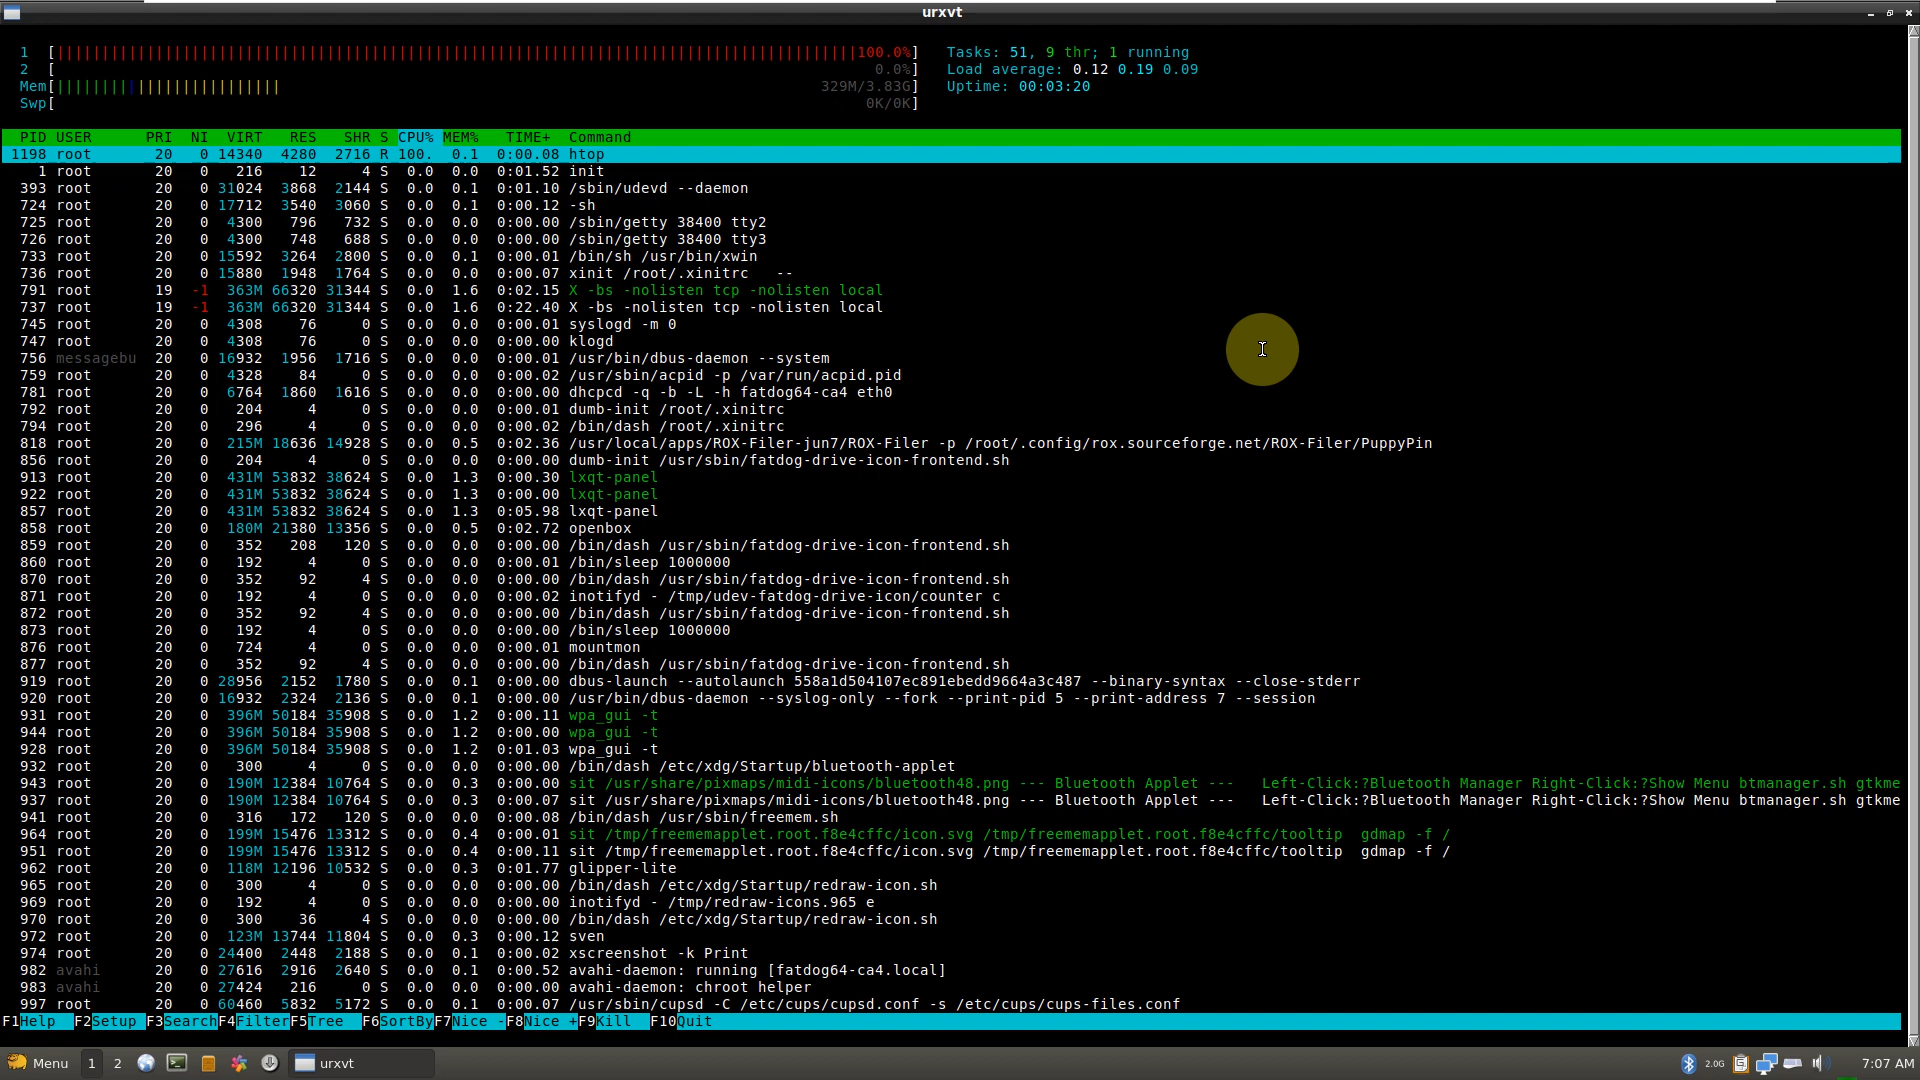 urxvt
1 [||||||||||||||||||||||||||||||||||||||||||||||||||||||||||||||||||||||||||||||||||||||||||100.0%] Tasks: 51, 9 thr; 1 running
2 [ 0.0%] Load average: 0.12 0.19 0.09
Mem[||||||||||||||||||||||||| 329M/3.83G] Uptime: 00:03:20
Swp[ 0K/0K]
PID USER PRI NI VIRT RES SHR S CPU% MEM% TIME+ Command
1198 root 20 0 14340 4280 2716 R 100. 0.1 0:00.08 htop
1 root 20 0 216 12 4 S 0.0 0.0 0:01.52 init
393 root 20 0 31024 3868 2144 S 0.0 0.1 0:01.10 /sbin/udevd --daemon
724 root 20 0 17712 3540 3060 S 0.0 0.1 0:00.12 -sh
725 root 20 0 4300 796 732 S 0.0 0.0 0:00.00 /sbin/getty 38400 tty2
726 root 20 0 4300 748 688 S 0.0 0.0 0:00.00 /sbin/getty 38400 tty3
733 root 20 0 15592 3264 2800 S 0.0 0.1 0:00.01 /bin/sh /usr/bin/xwin
736 root 20 0 15880 1948 1764 S 0.0 0.0 0:00.07 xinit /root/.xinitrc --
791 root 19 -1 363M 66320 31344 S 0.0 1.6 0:02.15 X -bs -nolisten tcp -nolisten local
737 root 19 -1 363M 66320 31344 S 0.0 1.6 0:22.40 X -bs -nolisten tcp -nolisten local
745 root 20 0 4308 76 0 S 0.0 0.0 0:00.01 syslogd -m 0
747 root 20 0 4308 76 0 S 0.0 0.0 0:00.00 klogd
756 messagebu 20 0 16932 1956 1716 S 0.0 0.0 0:00.01 /usr/bin/dbus-daemon --system
759 root 20 0 4328 84 0 S 0.0 0.0 0:00.02 /usr/sbin/acpid -p /var/run/acpid.pid
781 root 20 0 6764 1860 1616 S 0.0 0.0 0:00.00 dhcpcd -q -b -L -h fatdog64-ca4 eth0
792 root 20 0 204 4 0 S 0.0 0.0 0:00.01 dumb-init /root/.xinitrc
794 root 20 0 296 4 0 S 0.0 0.0 0:00.02 /bin/dash /root/.xinitrc
818 root 20 0 215M 18636 14928 S 0.0 0.5 0:02.36 /usr/local/apps/ROX-Filer-jun7/ROX-Filer -p /root/.config/rox.sourceforge.net/ROX-Filer/PuppyPin
856 root 20 0 204 4 0 S 0.0 0.0 0:00.00 dumb-init /usr/sbin/fatdog-drive-icon-frontend.sh
913 root 20 0 431M 53832 38624 S 0.0 1.3 0:00.30 lxqt-panel
922 root 20 0 431M 53832 38624 S 0.0 1.3 0:00.00 lxqt-panel
857 root 20 0 431M 53832 38624 S 0.0 1.3 0:05.98 lxqt-panel
858 root 20 0 180M 21380 13356 S 0.0 0.5 0:02.72 openbox
859 root 20 0 352 208 120 S 0.0 0.0 0:00.00 /bin/dash /usr/sbin/fatdog-drive-icon-frontend.sh
860 root 20 0 192 4 0 S 0.0 0.0 0:00.01 /bin/sleep 1000000
870 root 20 0 352 92 4 S 0.0 0.0 0:00.00 /bin/dash /usr/sbin/fatdog-drive-icon-frontend.sh
871 root 20 0 192 4 0 S 0.0 0.0 0:00.02 inotifyd - /tmp/udev-fatdog-drive-icon/counter c
872 root 20 0 352 92 4 S 0.0 0.0 0:00.00 /bin/dash /usr/sbin/fatdog-drive-icon-frontend.sh
873 root 20 0 192 4 0 S 0.0 0.0 0:00.00 /bin/sleep 1000000
876 root 20 0 724 4 0 S 0.0 0.0 0:00.01 mountmon
877 root 20 0 352 92 4 S 0.0 0.0 0:00.00 /bin/dash /usr/sbin/fatdog-drive-icon-frontend.sh
919 root 20 0 28956 2152 1780 S 0.0 0.1 0:00.00 dbus-launch --autolaunch 558a1d504107ec891ebedd9664a3c487 --binary-syntax --close-stderr
920 root 20 0 16932 2324 2136 S 0.0 0.1 0:00.00 /usr/bin/dbus-daemon --syslog-only --fork --print-pid 5 --print-address 7 --session
931 root 20 0 396M 50184 35908 S 0.0 1.2 0:00.11 wpa_gui -t
944 root 20 0 396M 50184 35908 S 0.0 1.2 0:00.00 wpa_gui -t
928 root 20 0 396M 50184 35908 S 0.0 1.2 0:01.03 wpa_gui -t
932 root 20 0 300 4 0 S 0.0 0.0 0:00.00 /bin/dash /etc/xdg/Startup/bluetooth-applet
943 root 20 0 190M 12384 10764 S 0.0 0.3 0:00.00 sit /usr/share/pixmaps/midi-icons/bluetooth48.png --- Bluetooth Applet --- Left-Click:?Bluetooth Manager Right-Click:?Show Menu btmanager.sh gtkme
937 root 20 0 190M 12384 10764 S 0.0 0.3 0:00.07 sit /usr/share/pixmaps/midi-icons/bluetooth48.png --- Bluetooth Applet --- Left-Click:?Bluetooth Manager Right-Click:?Show Menu btmanager.sh gtkme
941 root 20 0 316 172 120 S 0.0 0.0 0:00.08 /bin/dash /usr/sbin/freemem.sh
964 root 20 0 199M 15476 13312 S 0.0 0.4 0:00.01 sit /tmp/freememapplet.root.f8e4cffc/icon.svg /tmp/freememapplet.root.f8e4cffc/tooltip gdmap -f /
951 root 20 0 199M 15476 13312 S 0.0 0.4 0:00.11 sit /tmp/freememapplet.root.f8e4cffc/icon.svg /tmp/freememapplet.root.f8e4cffc/tooltip gdmap -f /
962 root 20 0 118M 12196 10532 S 0.0 0.3 0:01.77 glipper-lite
965 root 20 0 300 4 0 S 0.0 0.0 0:00.00 /bin/dash /etc/xdg/Startup/redraw-icon.sh
969 root 20 0 192 4 0 S 0.0 0.0 0:00.00 inotifyd - /tmp/redraw-icons.965 e
970 root 20 0 300 36 4 S 0.0 0.0 0:00.00 /bin/dash /etc/xdg/Startup/redraw-icon.sh
972 root 20 0 123M 13744 11804 S 0.0 0.3 0:00.12 sven
974 root 20 0 24400 2448 2188 S 0.0 0.1 0:00.02 xscreenshot -k Print
982 avahi 20 0 27616 2916 2640 S 0.0 0.1 0:00.52 avahi-daemon: running [fatdog64-ca4.local]
983 avahi 20 0 27424 216 0 S 0.0 0.0 0:00.00 avahi-daemon: chroot helper
997 root 20 0 60460 5832 5172 S 0.0 0.1 0:00.07 /usr/sbin/cupsd -C /etc/cups/cupsd.conf -s /etc/cups/cups-files.conf
F1Help F2Setup F3SearchF4FilterF5Tree F6SortByF7Nice -F8Nice +F9Kill F10Quit
Menu 1 2 urxvt 2.0G 7:07 AM